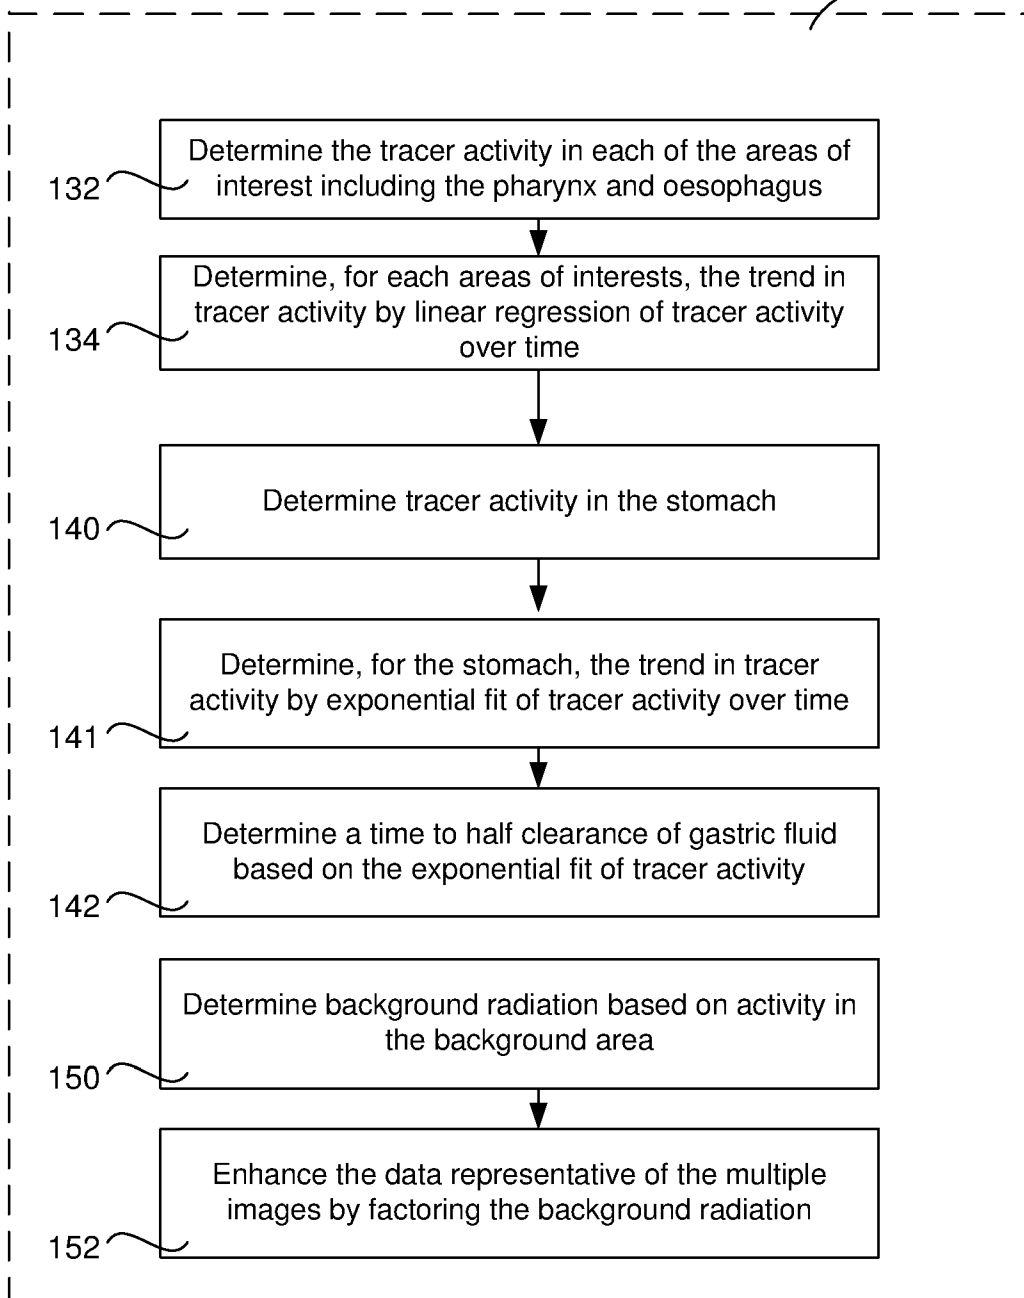 Determine the tracer activity in each of the areas of
interest including the pharynx and oesophagus
132
Determine, for each areas of interests, the trend in
tracer activity by linear regression of tracer activity
over time
134
Determine tracer activity in the stomach
140
Determine, for the stomach, the trend in tracer
activity by exponential fit of tracer activity over time
141
Determine a time to half clearance of gastric fluid
based on the exponential fit of tracer activity
142
Determine background radiation based on activity in
the background area
150
Enhance the data representative of the multiple
images by factoring the background radiation
152